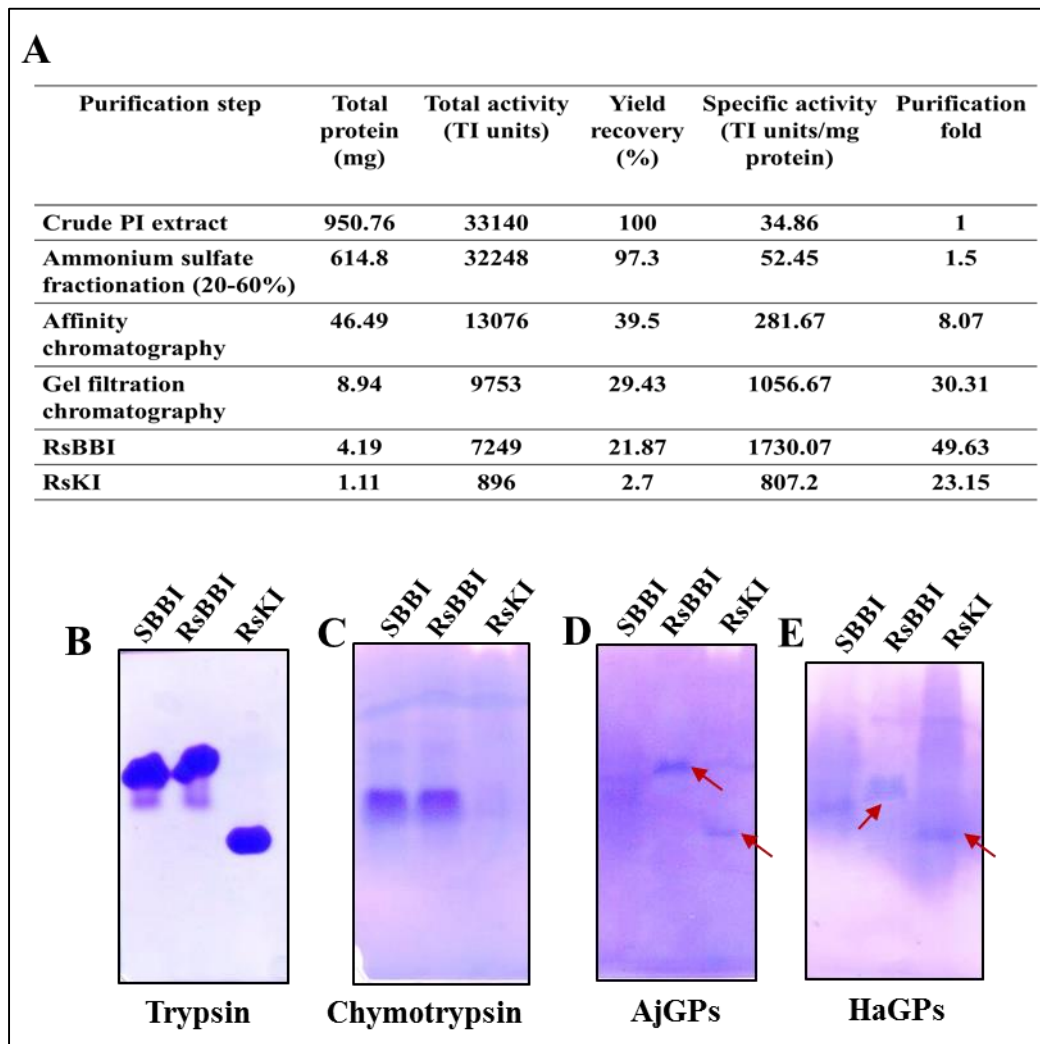 A
Purification step Total protein (mg) Total activity (TI units) Yield recovery (%) Specific activity (TI units/mg protein) Purification fold
Crude PI extract 950.76 33140 100 34.86 1
Ammonium sulfate fractionation (20-60%) 614.8 32248 97.3 52.45 1.5
Affinity chromatography 46.49 13076 39.5 281.67 8.07
Gel filtration chromatography 8.94 9753 29.43 1056.67 30.31
RsBBI 4.19 7249 21.87 1730.07 49.63
RsKI 1.11 896 2.7 807.2 23.15
B SBBI RsBBI RsKI
C SBBI RsBBI RsKI
D SBBI RsBBI RsKI
E SBBI RsBBI RsKI
Trypsin Chymotrypsin AjGPs HaGPs